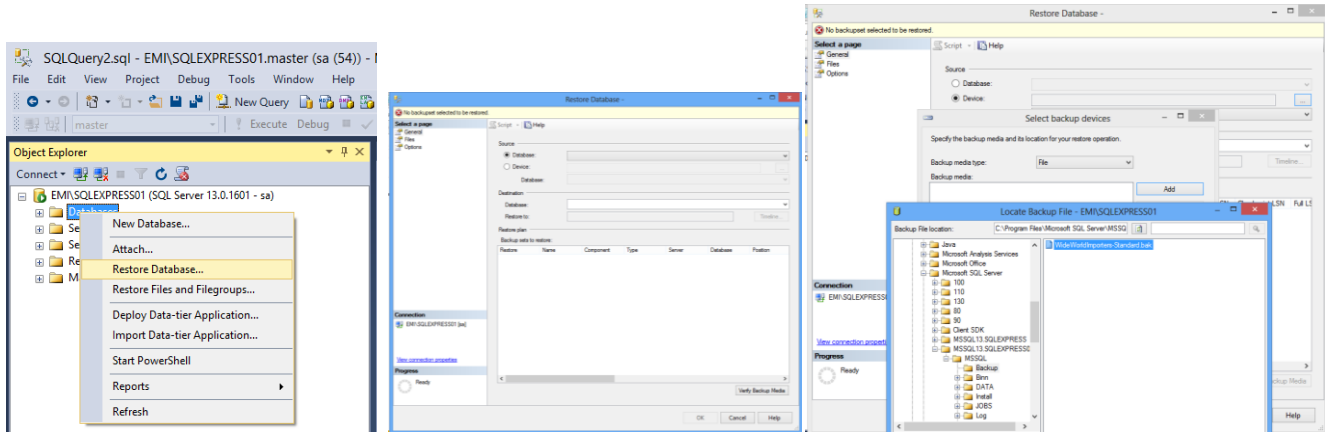 SQLQuery2.sql - EMI\SQLEXPRESS01.master (sa (54)) -
File Edit View Project Debug Tools Window Help
New Query
master Execute Debug
Object Explorer
Connect
EMI\SQLEXPRESS01 (SQL Server 13.0.1601 - sa)
Databases
Se
Se
Re
M
New Database...
Attach...
Restore Database...
Restore Files and Filegroups...
Deploy Data-tier Application...
Import Data-tier Application...
Start PowerShell
Reports
Refresh
Restore Database -
No backupset selected to be restored.
Select a page
General
Files
Options
Script Help
Source
Database:
Device:
Database:
Destination
Database:
Restore to: Timeline...
Restore plan
Backup sets to restore:
Restore Name Component Type Server Database Position
Connection
EMI\SQLEXPRESS01 [sa]
View connection properties
Progress
Ready
Verify Backup Media
OK Cancel Help
Restore Database -
No backupset selected to be restored.
Select a page
General
Files
Options
Script Help
Source
Database:
Device: ...
Select backup devices
Specify the backup media and its location for your restore operation.
Backup media type: File
Backup media:
Add
Timeline...
LSN Full LS
Locate Backup File - EMI\SQLEXPRESS01
Backup File location: C:\Program Files\Microsoft SQL Server\MSSQ
Java
Microsoft Analysis Services
Microsoft Office
Microsoft SQL Server
100
110
130
80
90
Client SDK
MSSQL13.SQLEXPRESS
MSSQL13.SQLEXPRESS0
MSSQL
Backup
Binn
DATA
Install
JOBS
Log
WideWorldImporters-Standard.bak
Connection
EMI\SQLEXPRESS
View connection properti
Progress
Ready
ckup Media
Help